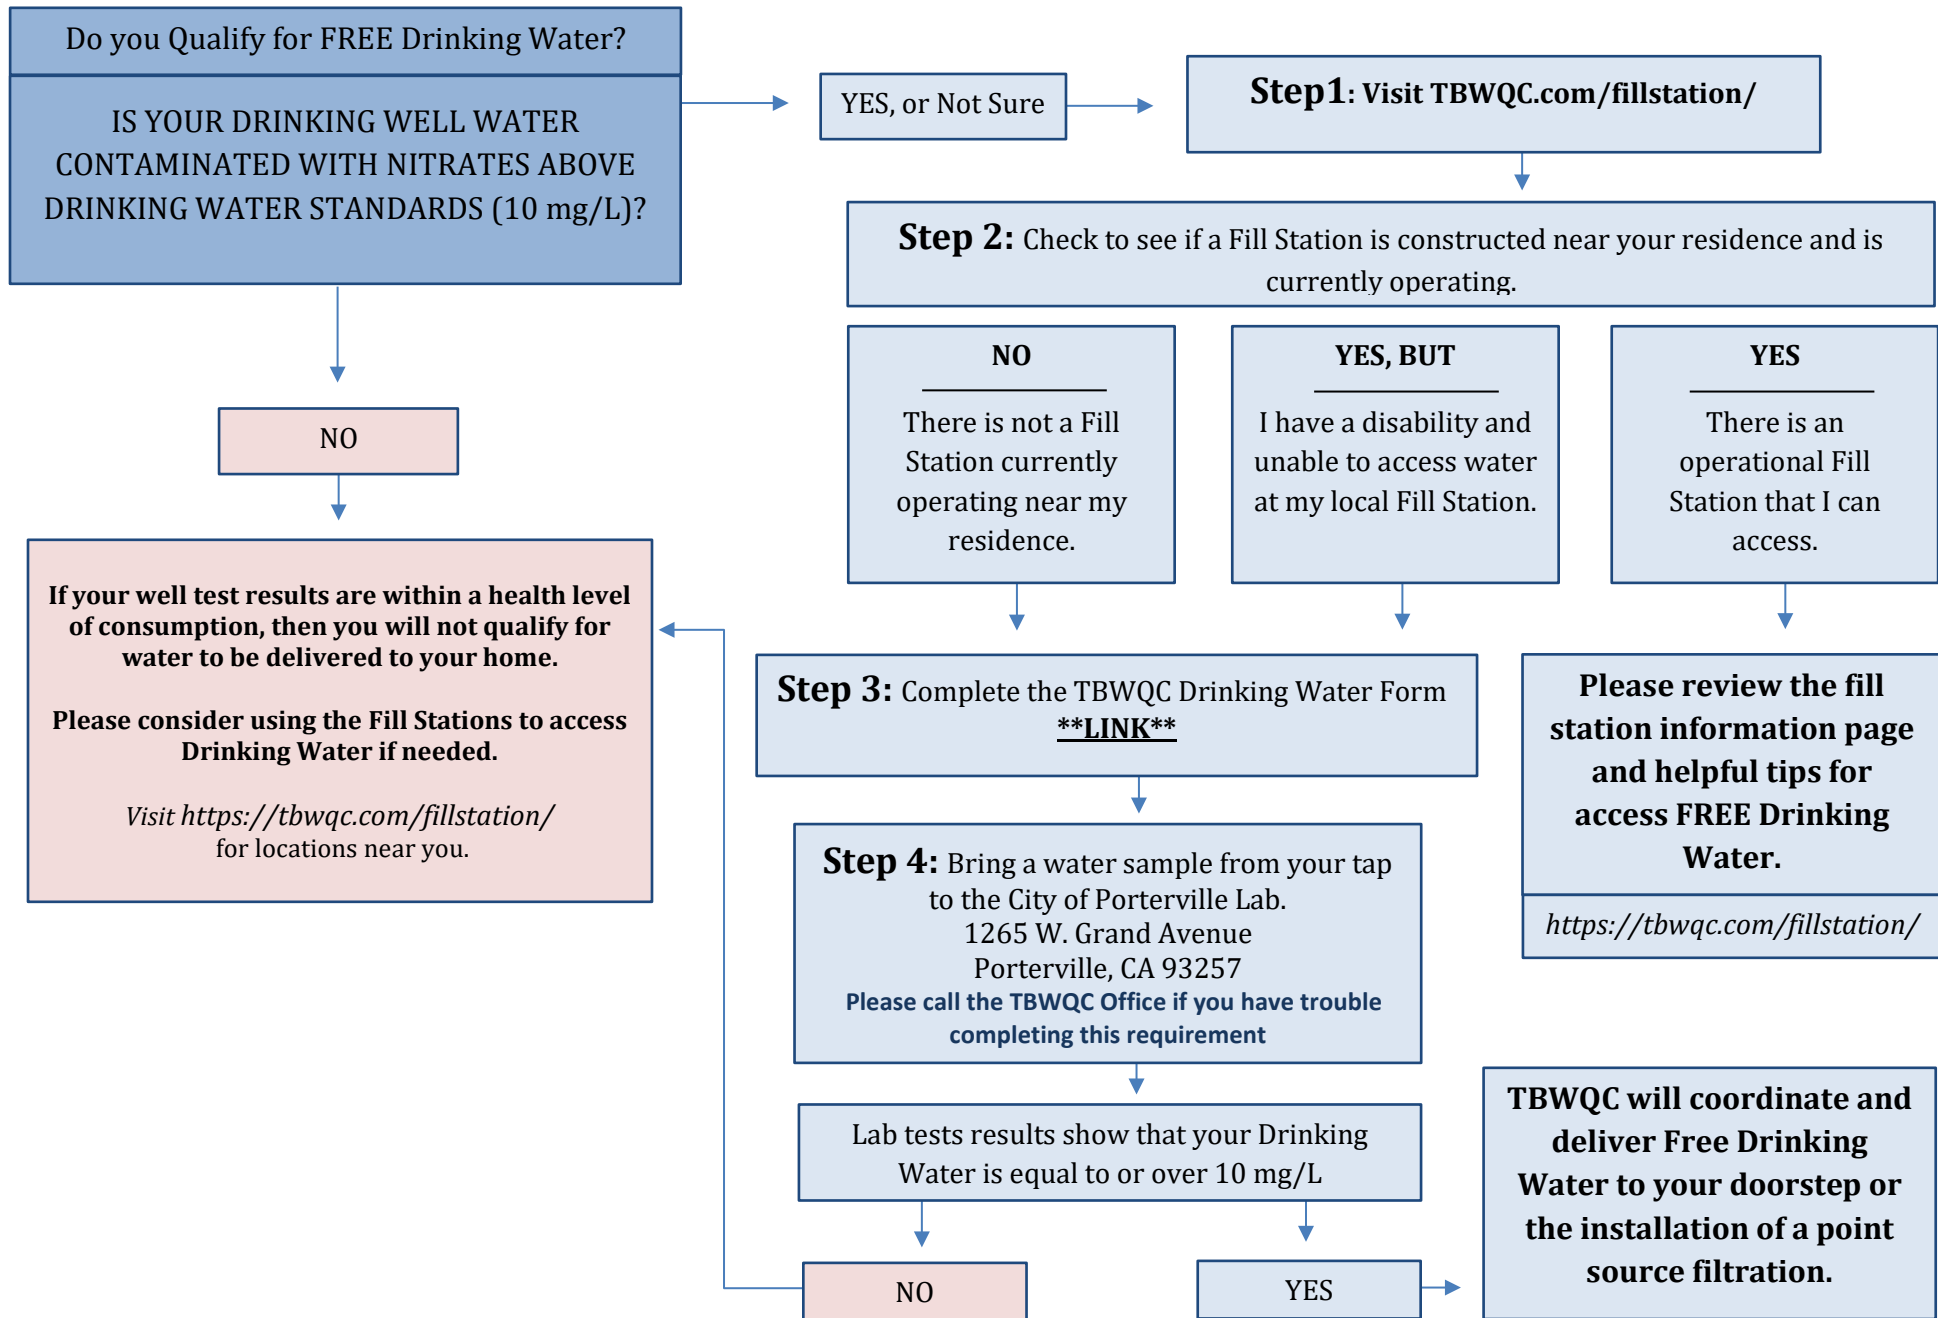 Do you Qualify for FREE Drinking Water?
IS YOUR DRINKING WELL WATER
CONTAMINATED WITH NITRATES ABOVE
DRINKING WATER STANDARDS (10 mg/L)?
YES, or Not Sure
Step1: Visit TBWQC.com/fillstation/
Step 2: Check to see if a Fill Station is constructed near your residence and is
currently operating.
NO
There is not a Fill
Station currently
operating near my
residence.
YES, BUT
I have a disability and
unable to access water
at my local Fill Station.
YES
There is an
operational Fill
Station that I can
access.
NO
If your well test results are within a health level
of consumption, then you will not qualify for
water to be delivered to your home.
Please consider using the Fill Stations to access
Drinking Water if needed.
Visit https://tbwqc.com/fillstation/
for locations near you.
Step 3: Complete the TBWQC Drinking Water Form
**LINK**
Please review the fill
station information page
and helpful tips for
access FREE Drinking
Water.
https://tbwqc.com/fillstation/
Step 4: Bring a water sample from your tap
to the City of Porterville Lab.
1265 W. Grand Avenue
Porterville, CA 93257
Please call the TBWQC Office if you have trouble
completing this requirement
Lab tests results show that your Drinking
Water is equal to or over 10 mg/L
NO
YES
TBWQC will coordinate and
deliver Free Drinking
Water to your doorstep or
the installation of a point
source filtration.